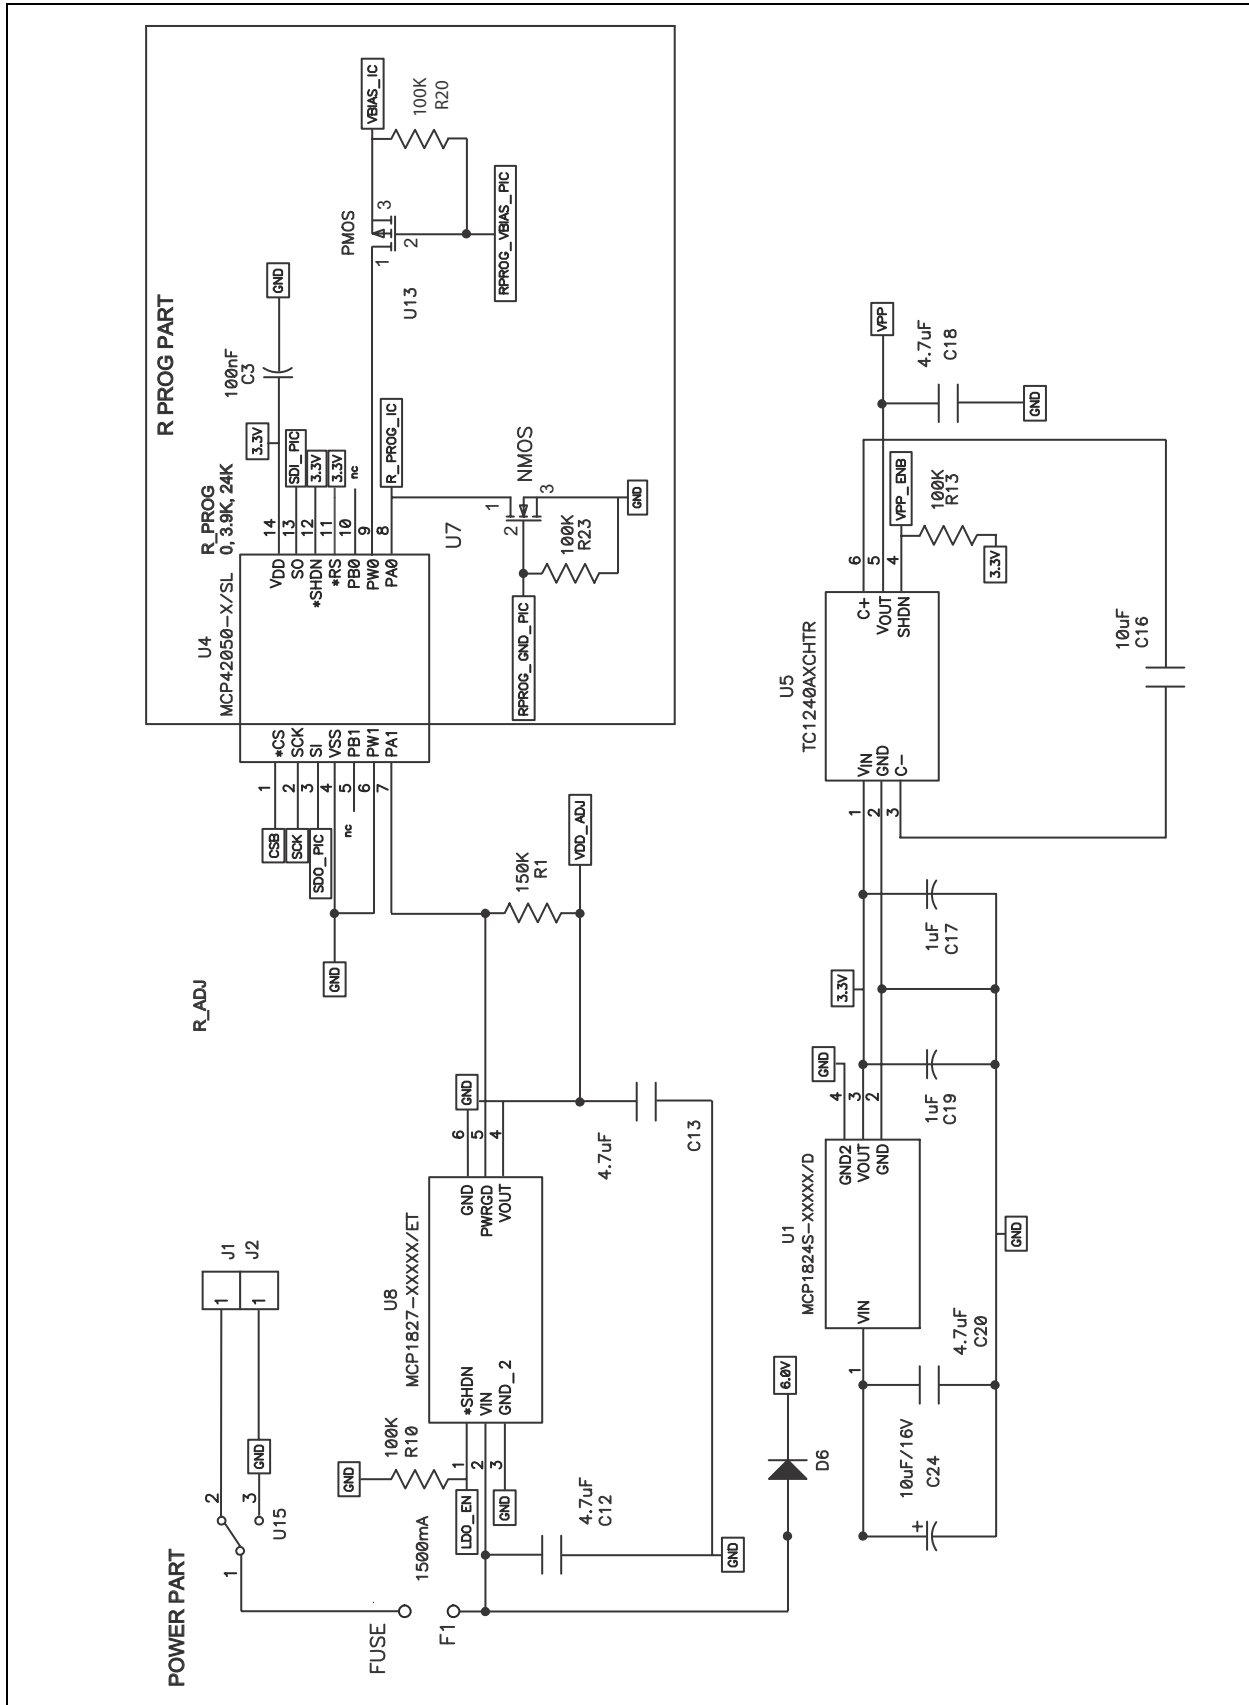 POWER PART
FUSE
F1
1500mA
1
2
3
U15
GND
1
1
J1
J2
GND
100K
R10
LDO_EN
GND
1
2
3
4.7uF
C12
GND
U8
MCP1827-XXXXX/ET
*SHDN
VIN
GND_2
GND
PWRGD
VOUT
6
5
4
GND
4.7uF
C13
R_ADJ
150K
R1
VDD_ADJ
GND
CSB
SCK
SDO_PIC
nc
1
2
3
4
5
6
7
*CS
SCK
SI
VSS
PB1
PW1
PA1
U4
MCP42050-X/SL
VDD
SO
*SHDN
*RS
PB0
PW0
PA0
14
13
12
11
10
9
8
R_PROG
0, 3.9K, 24K
R PROG PART
3.3V
SDI_PIC
3.3V
3.3V
nc
100nF
C3
GND
R_PROG_IC
U7
NMOS
1
2
3
100K
R23
GND
RPROG_GND_PIC
PMOS
1
2
3
U13
VBIAS_IC
100K
R20
RPROG_VBIAS_PIC
D6
6.0V
10uF/16V
C24
+
4.7uF
C20
1
U1
MCP1824S-XXXXX/D
VIN
GND2
VOUT
GND
4
3
2
GND
GND
1uF
C19
3.3V
1uF
C17
1
2
3
U5
TC1240AXCHTR
VIN
GND
C-
C+
VOUT
SHDN
6
5
4
VPP_ENB
100K
R13
3.3V
10uF
C16
VPP
4.7uF
C18
GND